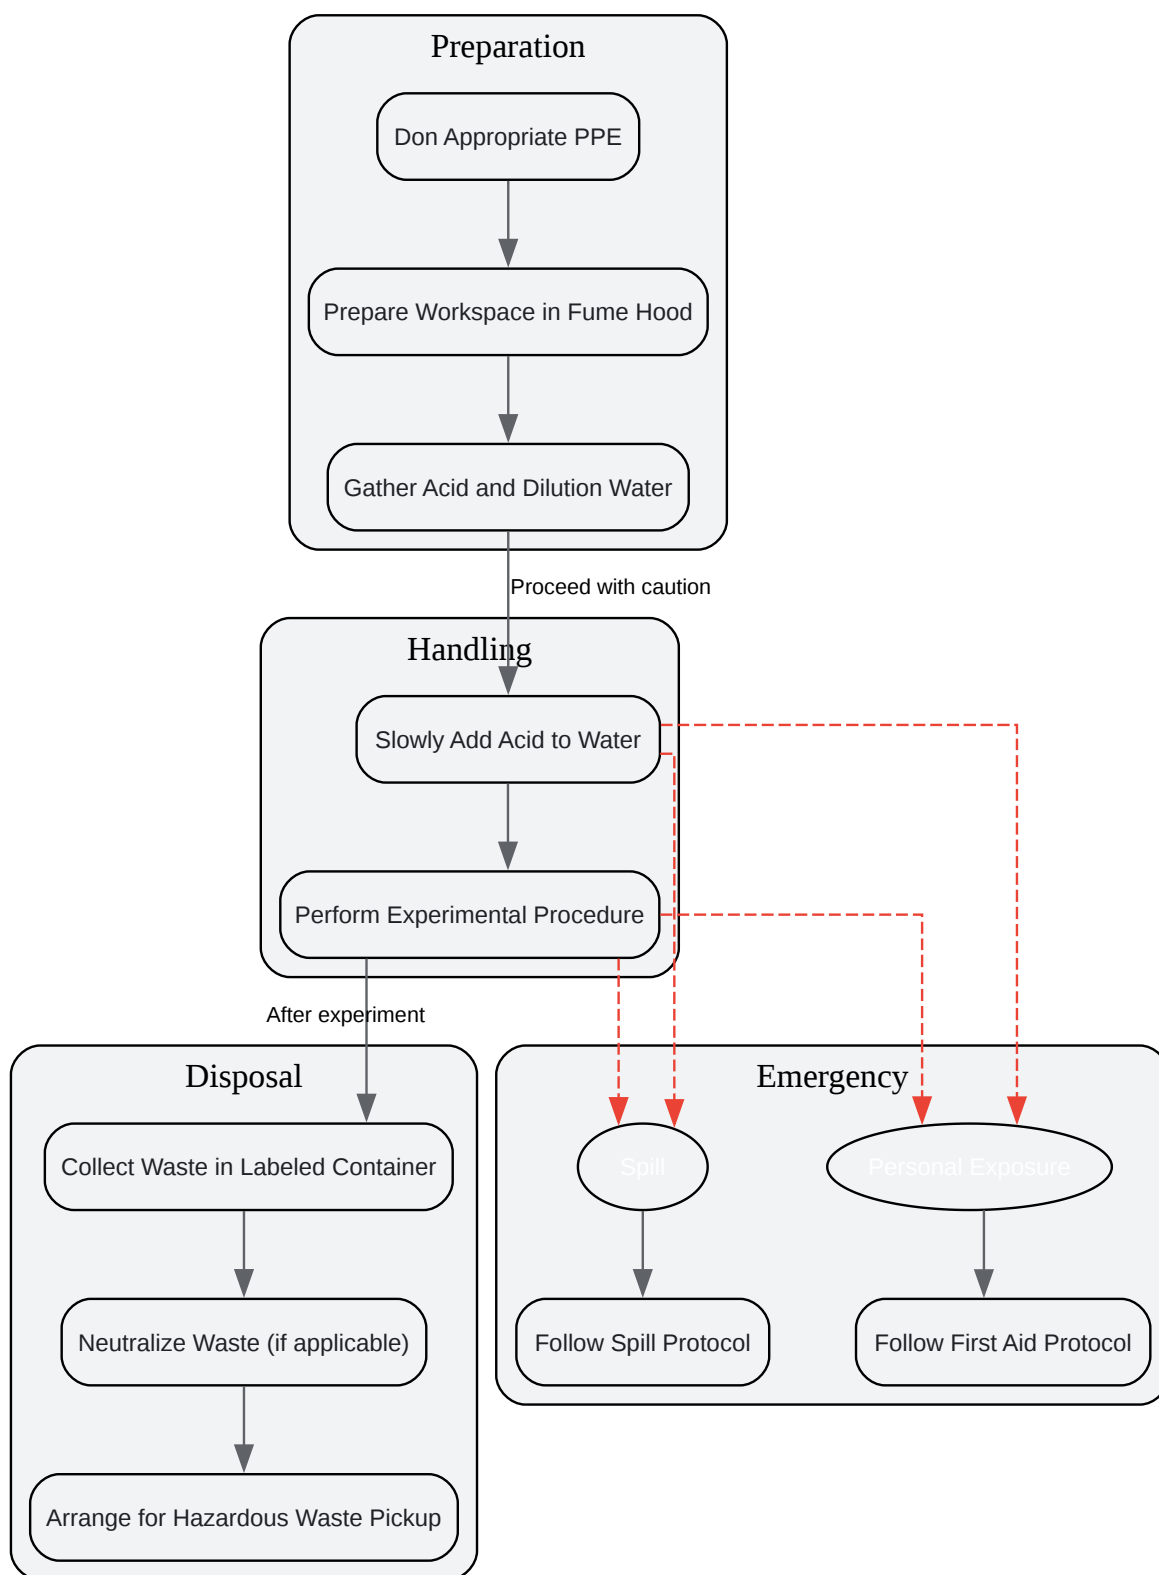 Preparation
Don Appropriate PPE
Prepare Workspace in Fume Hood
Gather Acid and Dilution Water
Proceed with caution
Handling
Slowly Add Acid to Water
Perform Experimental Procedure
After experiment
Disposal
Collect Waste in Labeled Container
Neutralize Waste (if applicable)
Arrange for Hazardous Waste Pickup
Emergency
Spill
Personal Exposure
Follow Spill Protocol
Follow First Aid Protocol